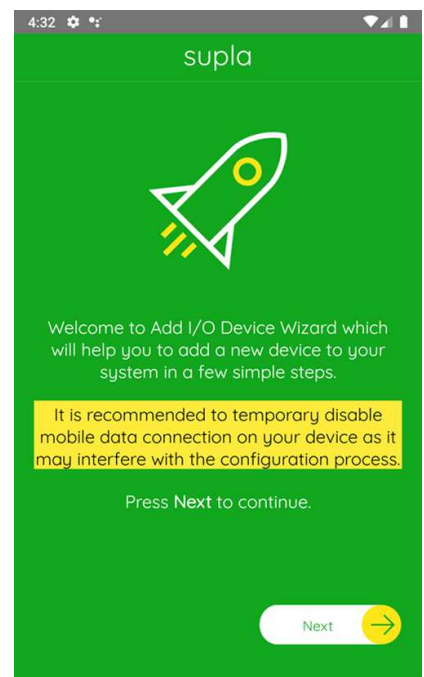 4:32
supla
Welcome to Add I/O Device Wizard which
will help you to add a new device to your
system in a few simple steps.
It is recommended to temporary disable
mobile data connection on your device as it
may interfere with the configuration process.
Press Next to continue.
Next